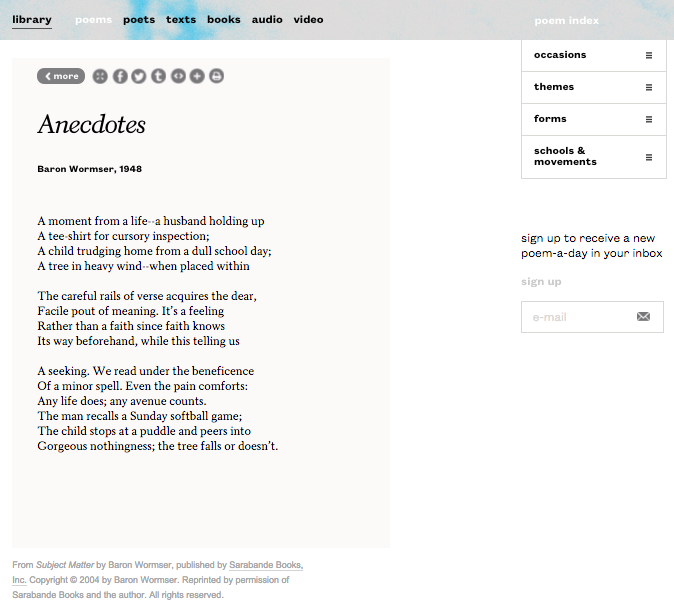 library poems poets texts books audio video
poem index
more
Anecdotes
Baron Wormser, 1948
A moment from a life--a husband holding up
A tee-shirt for cursory inspection;
A child trudging home from a dull school day;
A tree in heavy wind--when placed within
The careful rails of verse acquires the dear,
Facile pout of meaning. It's a feeling
Rather than a faith since faith knows
Its way beforehand, while this telling us
A seeking. We read under the beneficence
Of a minor spell. Even the pain comforts:
Any life does; any avenue counts.
The man recalls a Sunday softball game;
The child stops at a puddle and peers into
Gorgeous nothingness; the tree falls or doesn't.
From Subject Matter by Baron Wormser, published by Sarabande Books,
Inc. Copyright © 2004 by Baron Wormser. Reprinted by permission of
Sarabande Books and the author. All rights reserved.
occasions
themes
forms
schools &
movements
sign up to receive a new
poem-a-day in your inbox
sign up
e-mail